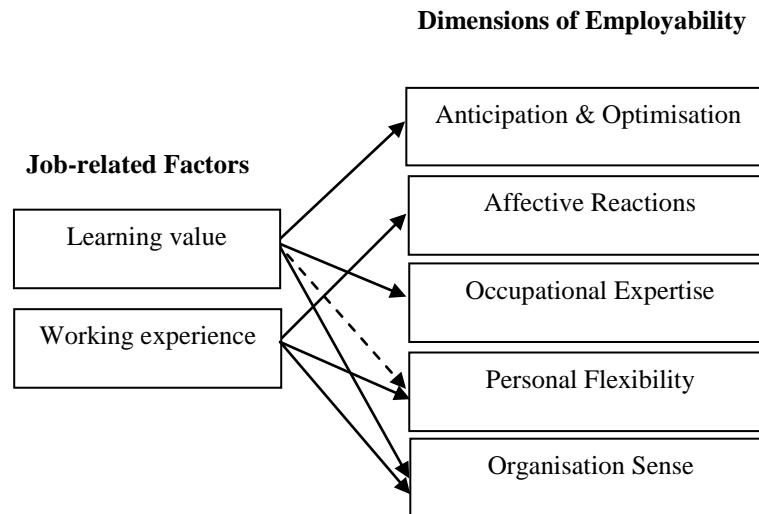 Dimensions of Employability
Anticipation & Optimisation
Job-related Factors
Affective Reactions
Learning value
Occupational Expertise
Working experience
Personal Flexibility
Organisation Sense